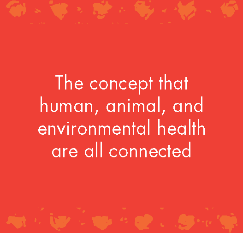 The concept that
human, animal, and
environmental health
are all connected